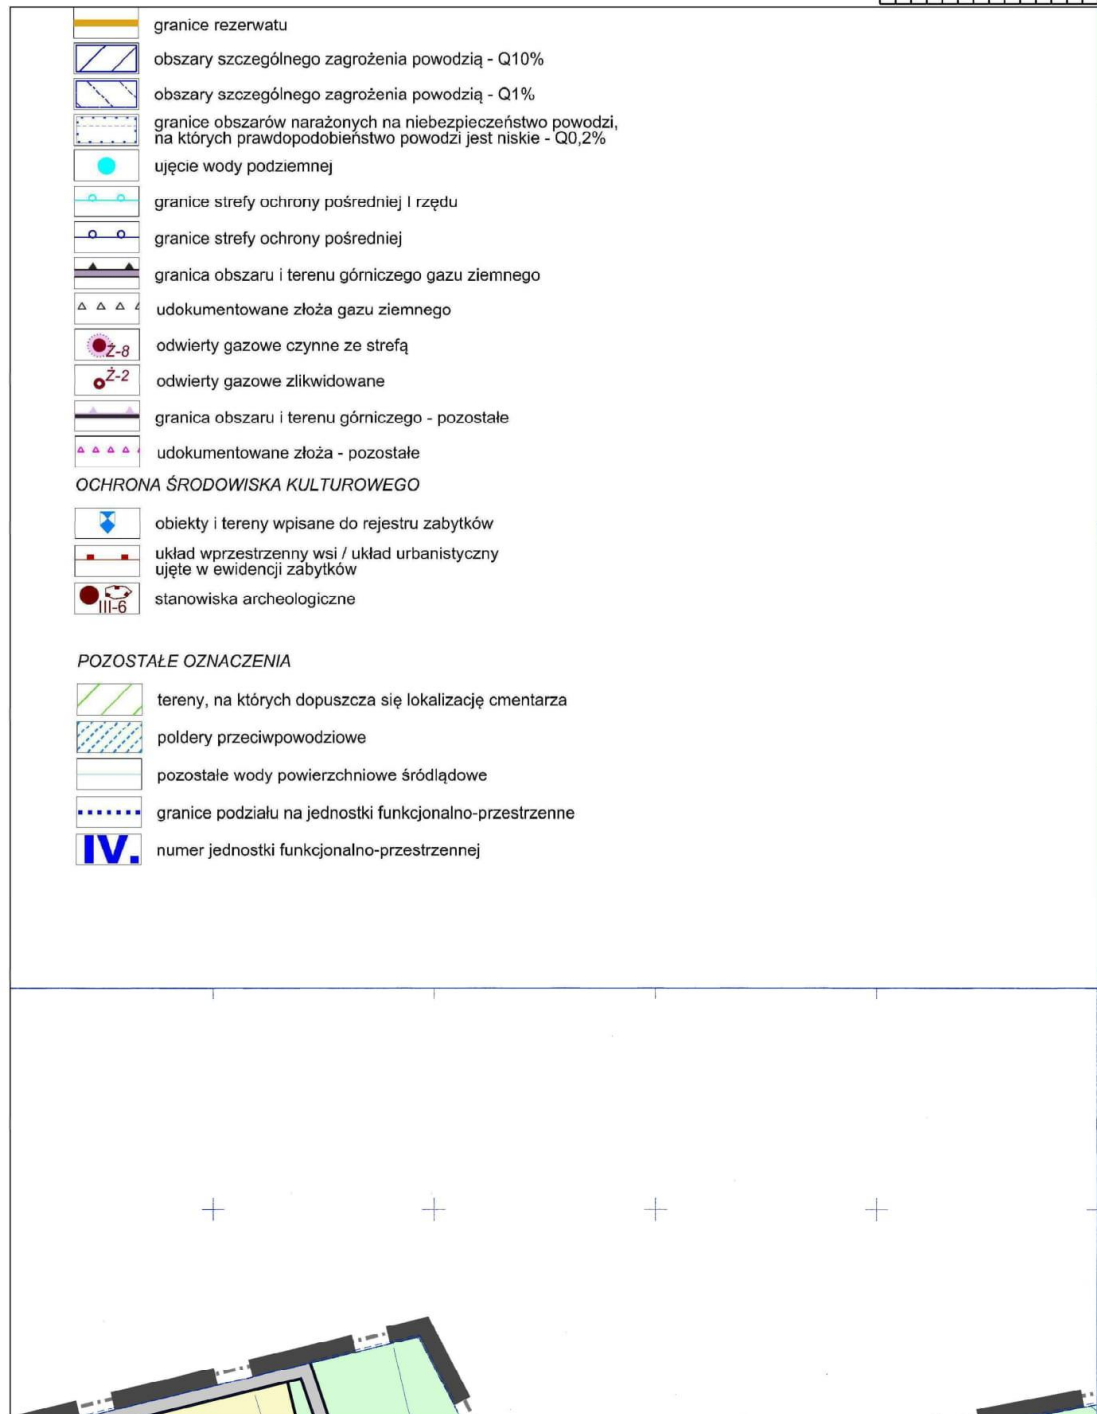 granice rezerwatu
obszary szczególnego zagrożenia powodzią - Q10%
obszary szczególnego zagrożenia powodzią - Q1%
granice obszarów narażonych na niebezpieczeństwo powodzi,
na których prawdopodobieństwo powodzi jest niskie - Q0,2%
ujęcie wody podziemnej
granice strefy ochrony pośredniej I rzędu
granice strefy ochrony pośredniej
granica obszaru i terenu górniczego gazu ziemnego
udokumentowane złoża gazu ziemnego
Ż-8 odwierty gazowe czynne ze strefą
Ż-2 odwierty gazowe zlikwidowane
granica obszaru i terenu górniczego - pozostałe
udokumentowane złoża - pozostałe
OCHRONA ŚRODOWISKA KULTUROWEGO
obiekty i tereny wpisane do rejestru zabytków
układ wprzestrzenny wsi / układ urbanistyczny
ujęte w ewidencji zabytków
III-6 stanowiska archeologiczne
POZOSTAŁE OZNACZENIA
tereny, na których dopuszcza się lokalizację cmentarza
poldery przeciwpowodziowe
pozostałe wody powierzchniowe śródlądowe
granice podziału na jednostki funkcjonalno-przestrzenne
IV. numer jednostki funkcjonalno-przestrzennej